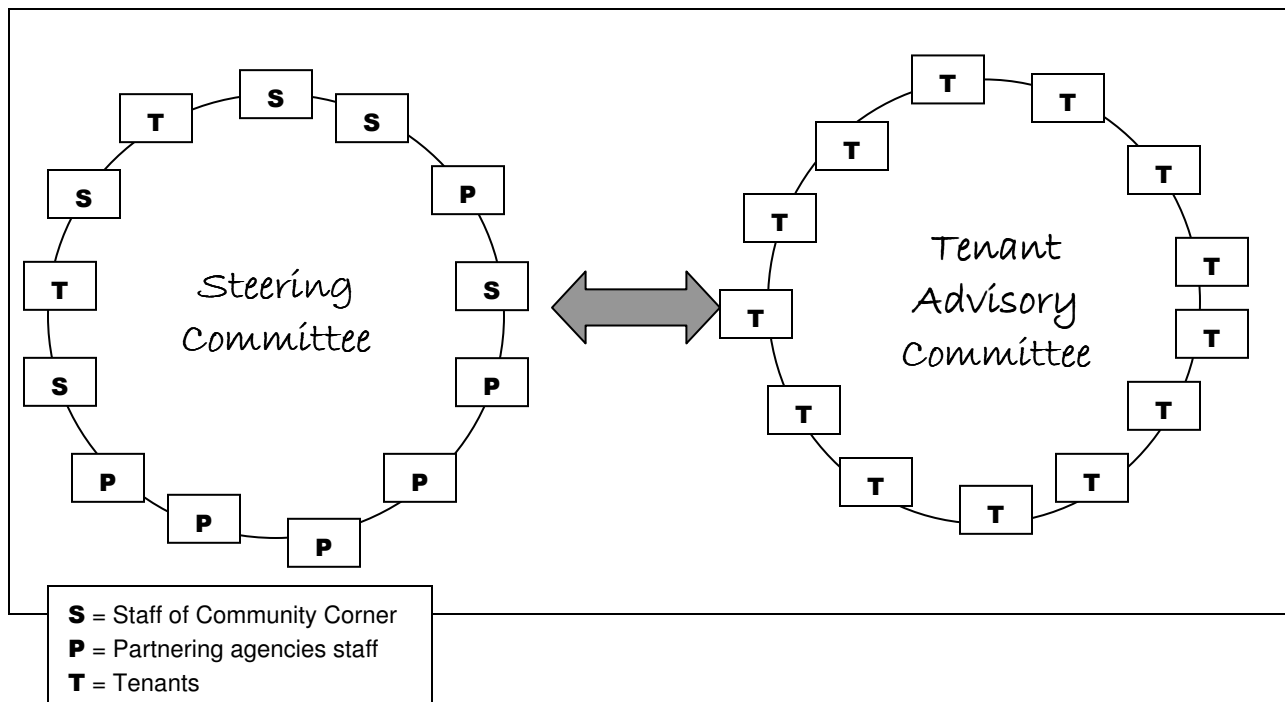 S
S
P
S
P
P
P
P
P
S
T
S
T
Steering
Committee
T
T
T
T
T
T
T
T
T
T
T
T
T
Tenant
Advisory
Committee
S = Staff of Community Corner
P = Partnering agencies staff
T = Tenants